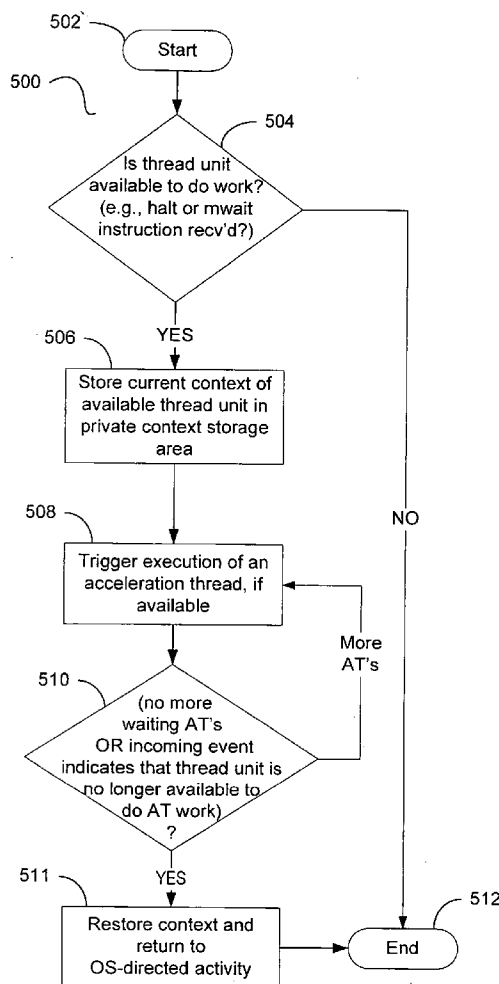 502
Start
500
504
Is thread unit
available to do work?
(e.g., halt or mwait
instruction recv'd?)
YES
506
Store current context of
available thread unit in
private context storage
area
NO
508
Trigger execution of an
acceleration thread, if
available
More
AT's
510
(no more
waiting AT's
OR incoming event
indicates that thread unit is
no longer available to
do AT work)
?
YES
511
512
Restore context and
return to
OS-directed activity
End